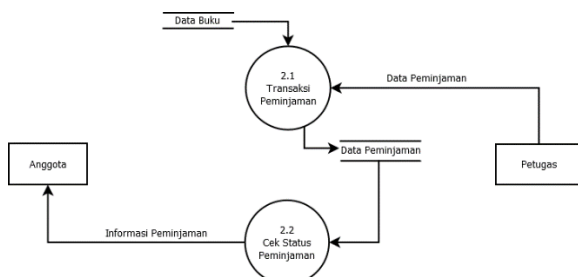 Data Buku
2.1
Transaksi
Peminjaman
Data Peminjaman
Data Peminjaman
Anggota
Petugas
Informasi Peminjaman
2.2
Cek Status
Peminjaman